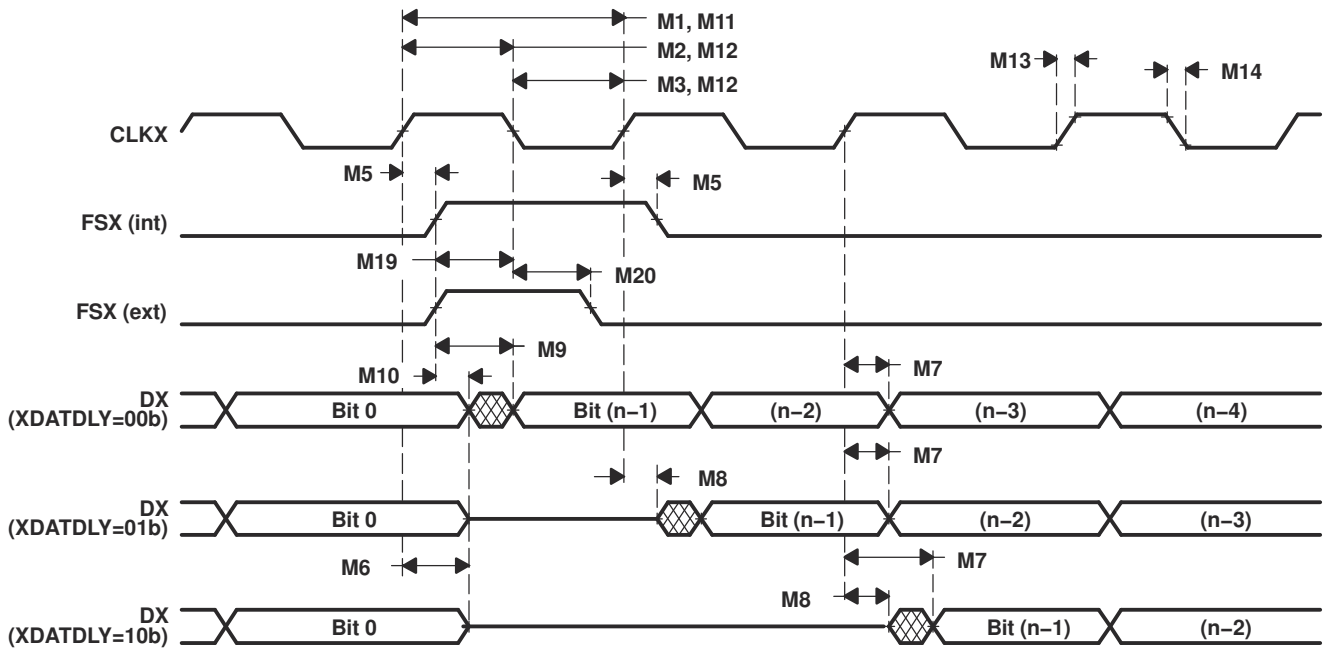 M1, M11
M2, M12
M13
M14
M3, M12
CLKX
M5
M5
FSX (int)
M19
M20
FSX (ext)
M9
M7
M10
DX
(XDATDLY=00b)
Bit 0
Bit (n−1)
(n−2)
(n−3)
(n−4)
M7
M8
DX
(XDATDLY=01b)
Bit 0
Bit (n−1)
(n−2)
(n−3)
M6
M7
M8
DX
(XDATDLY=10b)
Bit 0
Bit (n−1)
(n−2)